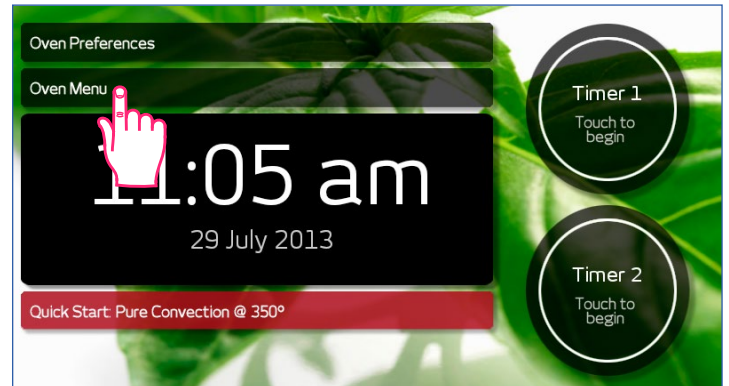 Oven Preferences
Oven Menu
11:05 am
29 July 2013
Quick Start: Pure Convection @ 350°
Timer 1
Touch to
begin
Timer 2
Touch to
begin